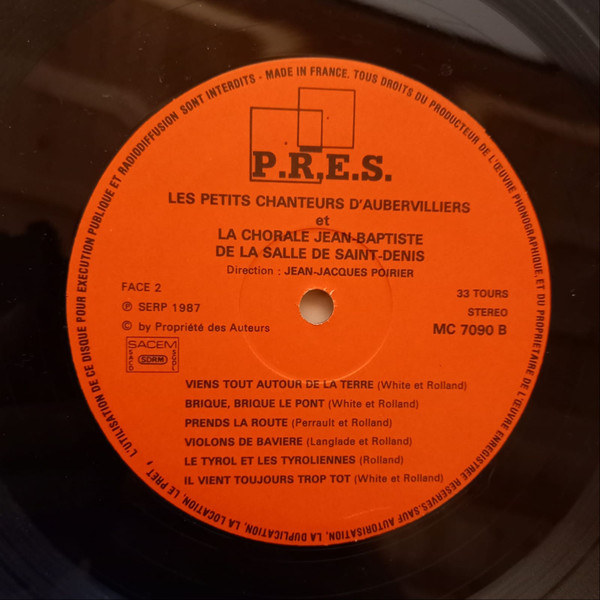 L'UTILISATION DE CE DISQUE POUR EXECUTION PUBLIQUE ET RADIODIFFUSION SONT INTERDITS - MADE IN FRANCE. TOUS DROITS DU PRODUCTEUR DE L'ŒUVRE PHONOGRAPHIQUE, ET DU PROPRIETAIRE DE L'ŒUVRE ENREGISTREE RESERVES. SAUF AUTORISATION, LA DUPLICATION, LA LOCATION, LE PRET,
P.R.E.S.
LES PETITS CHANTEURS D'AUBERVILLIERS
et
LA CHORALE JEAN-BAPTISTE
DE LA SALLE DE SAINT-DENIS
Direction : JEAN-JACQUES POIRIER
FACE 2
℗ SERP 1987
© by Propriété des Auteurs
33 TOURS
STEREO
MC 7090 B
SACEM
SACD SDRM SGDL
VIENS TOUT AUTOUR DE LA TERRE (White et Rolland)
BRIQUE, BRIQUE LE PONT (White et Rolland)
PRENDS LA ROUTE (Perrault et Rolland)
VIOLONS DE BAVIERE (Langlade et Rolland)
LE TYROL ET LES TYROLIENNES (Rolland)
IL VIENT TOUJOURS TROP TOT (White et Rolland)